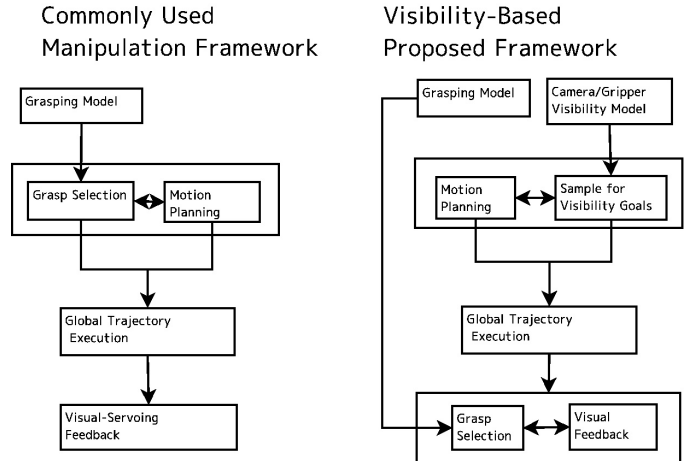 Commonly Used
Manipulation Framework
Grasping Model
Grasp Selection
Motion
Planning
Global Trajectory
Execution
Visual-Servoing
Feedback
Visibility-Based
Proposed Framework
Grasping Model
Camera/Gripper
Visibility Model
Motion
Planning
Sample for
Visibility Goals
Global Trajectory
Execution
Grasp
Selection
Visual
Feedback